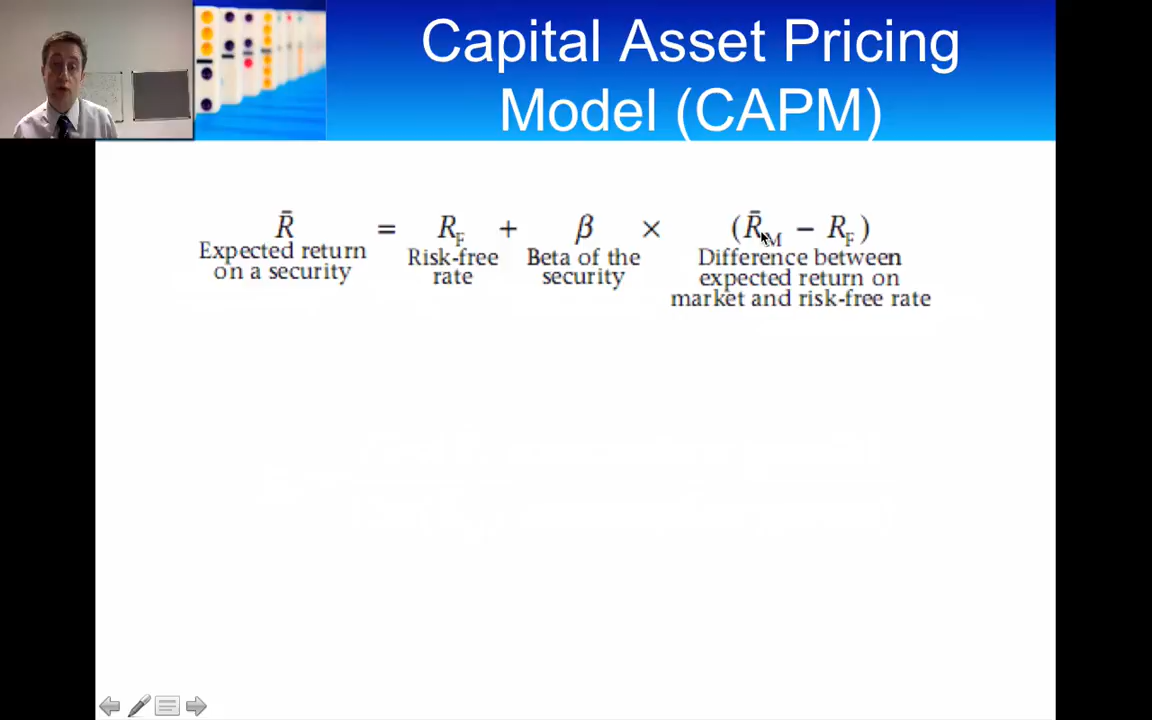 Capital Asset Pricing
Model (CAPM)
R̄ = R_F + β × (R̄_M − R_F)
Expected return
on a security
Risk-free
rate
Beta of the
security
Difference between
expected return on
market and risk-free rate